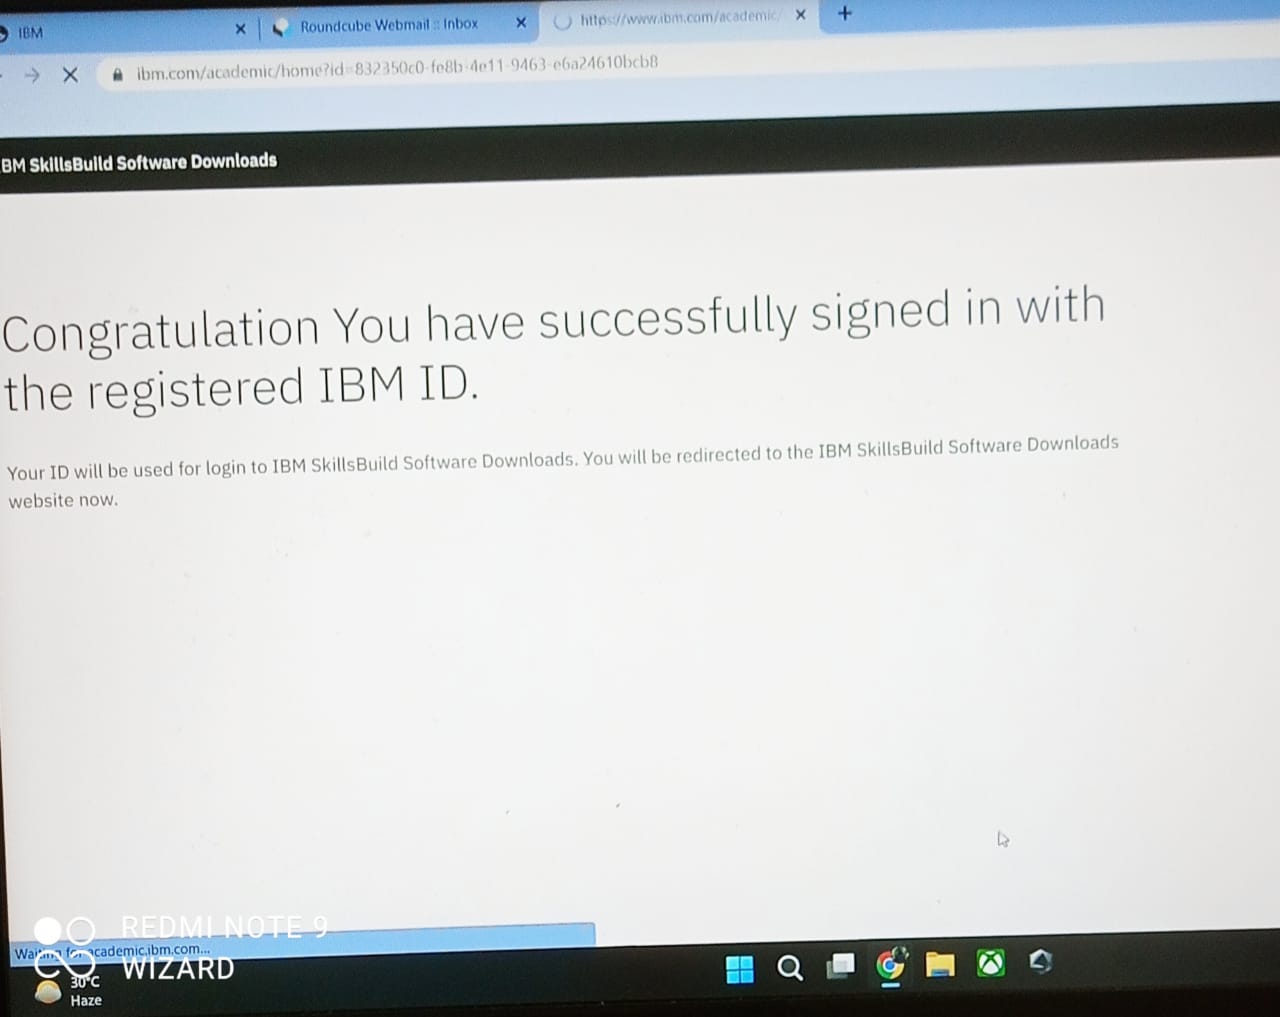 IBM
Roundcube Webmail :: Inbox
https://www.ibm.com/academic/
ibm.com/academic/home?id=832350c0-fe8b-4e11-9463-e6a24610bcb8
BM SkillsBuild Software Downloads
Congratulation You have successfully signed in with
the registered IBM ID.
Your ID will be used for login to IBM SkillsBuild Software Downloads. You will be redirected to the IBM SkillsBuild Software Downloads
website now.
REDMI NOTE 9
Waiting for academic.ibm.com...
WIZARD
30°C
Haze